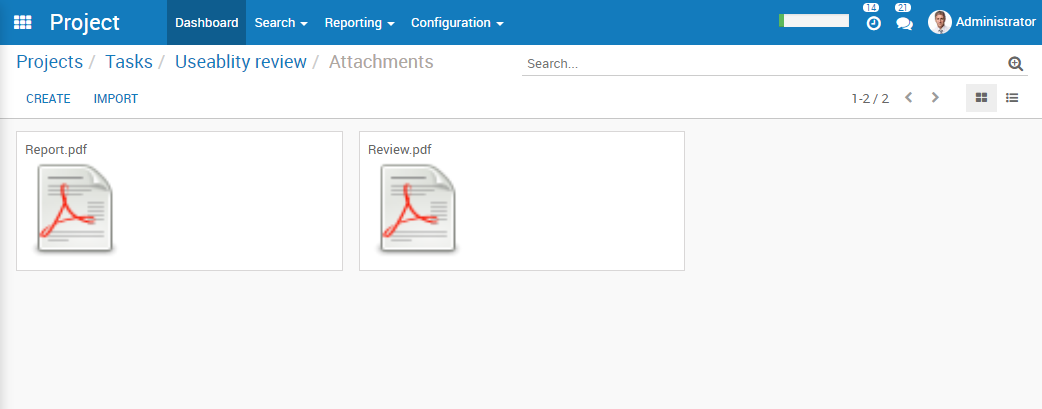 Project Dashboard Search Reporting Configuration 14 21 Administrator
Projects / Tasks / Useablity review / Attachments Search...
CREATE IMPORT 1-2 / 2
Report.pdf Review.pdf